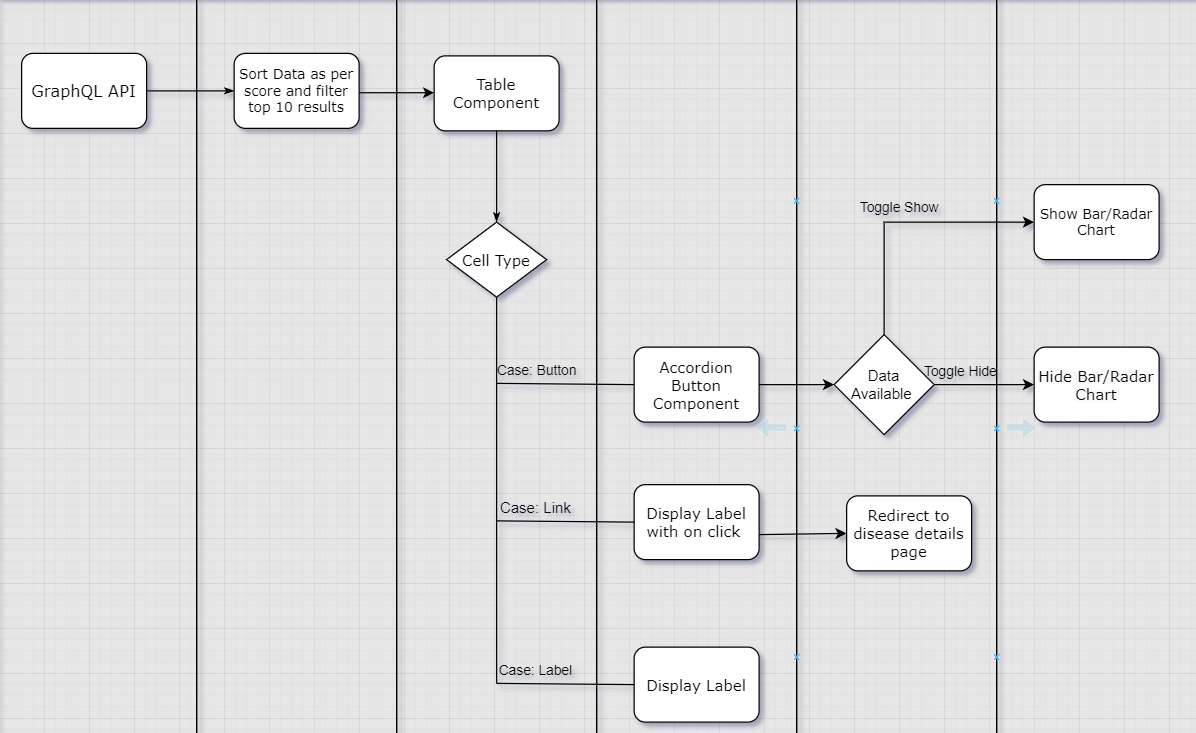 GraphQL API
Sort Data as per
score and filter
top 10 results
Table
Component
Cell Type
Toggle Show
Show Bar/Radar
Chart
Case: Button
Accordion
Button
Component
Data
Available
Toggle Hide
Hide Bar/Radar
Chart
Case: Link
Display Label
with on click
Redirect to
disease details
page
Case: Label
Display Label